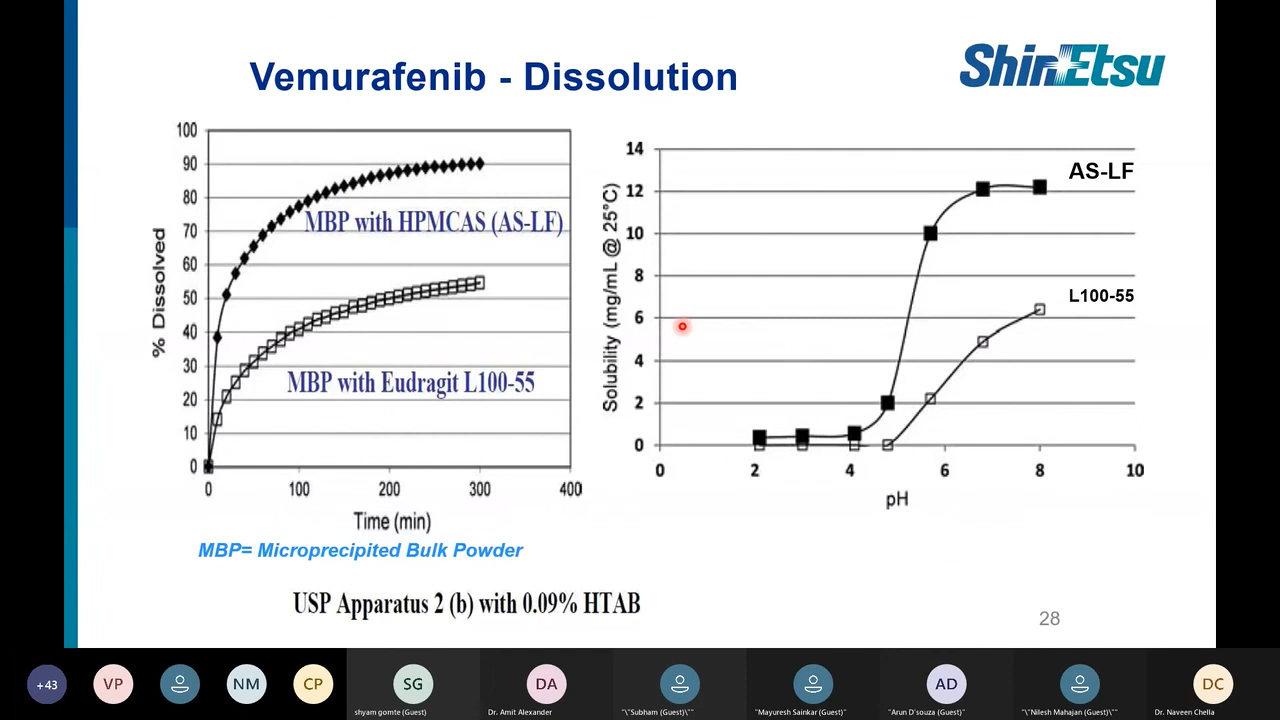 Vemurafenib - Dissolution
ShinEtsu
100
90
80
70
60
50
40
30
20
10
0
% Dissolved
MBP with HPMCAS (AS-LF)
MBP with Eudragit L100-55
0
100
200
300
400
Time (min)
14
12
10
8
6
4
2
0
Solubility (mg/mL @ 25°C)
AS-LF
L100-55
0
2
4
6
8
10
pH
MBP= Microprecipited Bulk Powder
USP Apparatus 2 (b) with 0.09% HTAB
28
+43
VP
NM
CP
SG
DA
AD
DC
shyam gomte (Guest)
Dr. Amit Alexander
"\"Subham (Guest)\""
"Mayuresh Sainkar (Guest)"
"Arun D'souza (Guest)"
"\"Nilesh Mahajan (Guest)\"
Dr. Naveen Chella